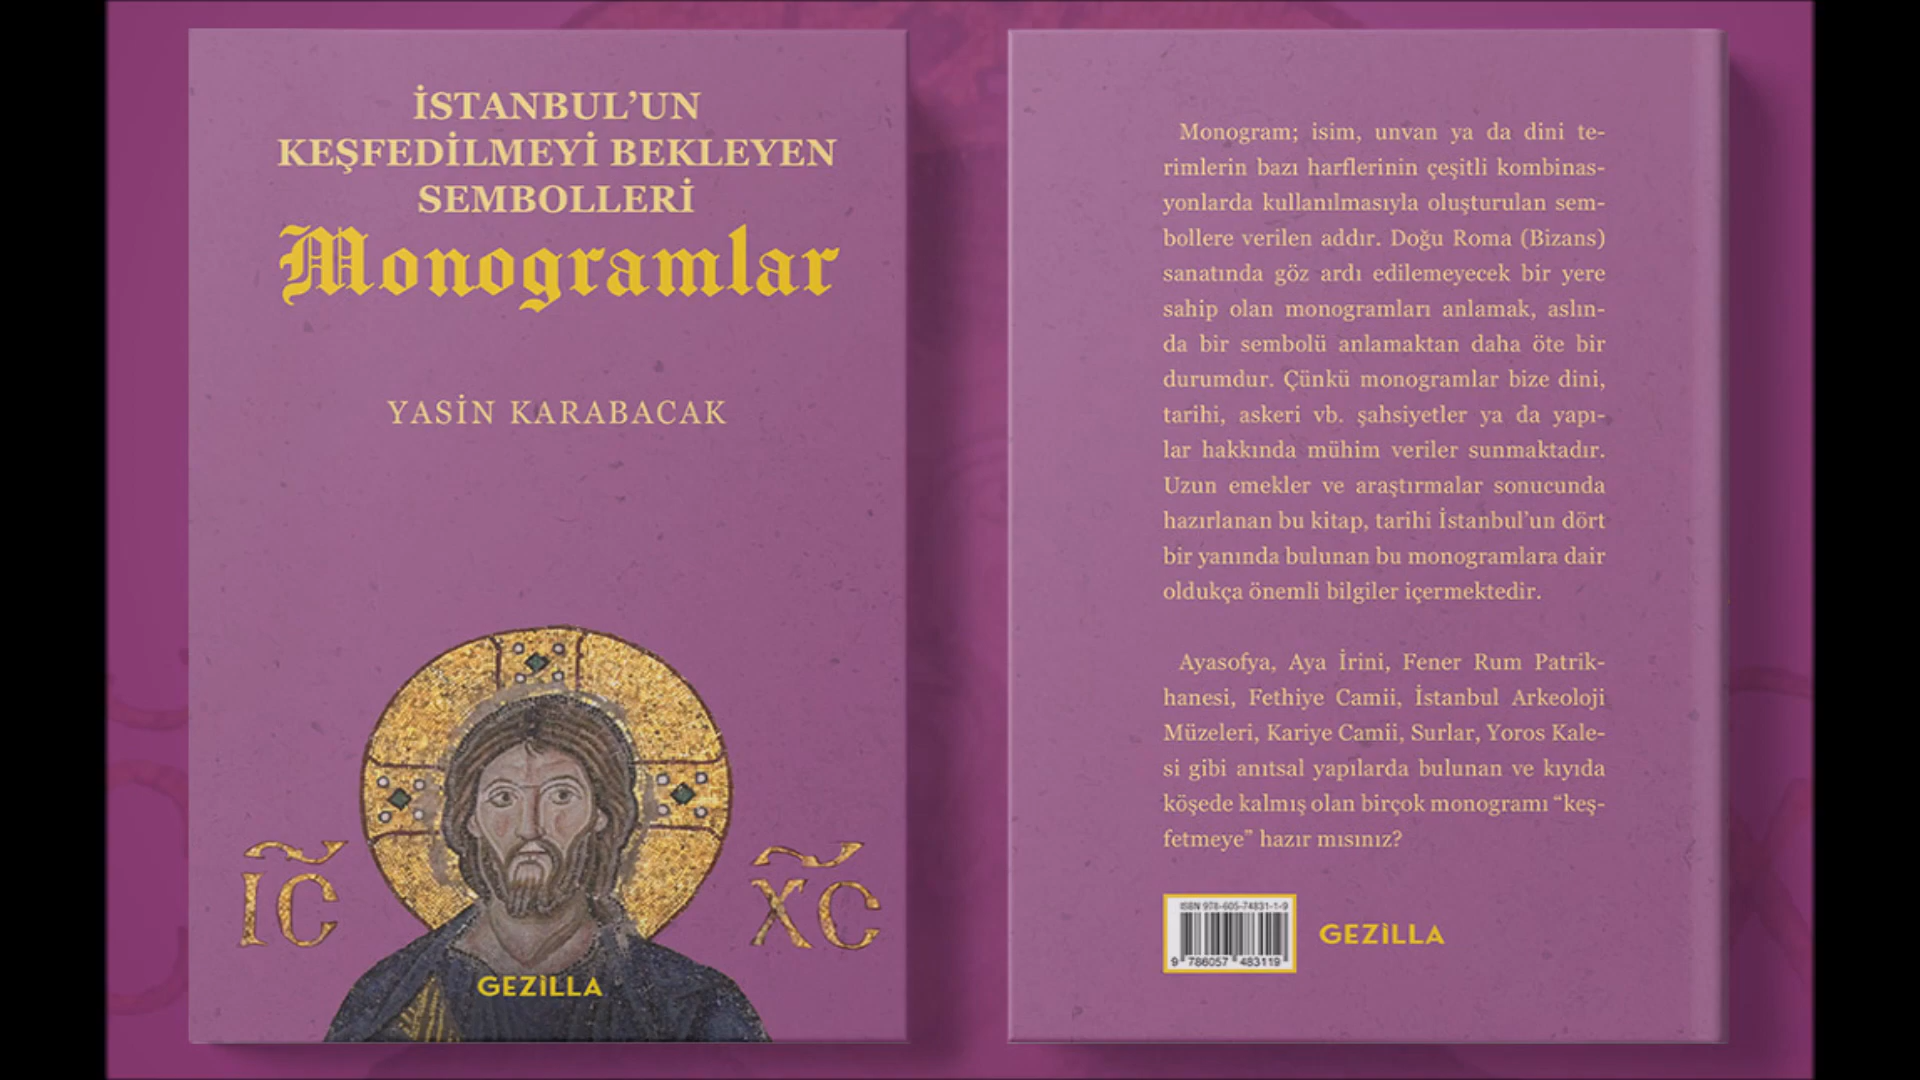 İSTANBUL’UN
KEŞFEDİLMEYİ BEKLEYEN
SEMBOLLERİ
Monogramlar
YASİN KARABACAK
IC
XC
GEZİLLA
Monogram; isim, unvan ya da dini te-
rimlerin bazı harflerinin çeşitli kombinas-
yonlarda kullanılmasıyla oluşturulan sem-
bollere verilen addır. Doğu Roma (Bizans)
sanatında göz ardı edilemeyecek bir yere
sahip olan monogramları anlamak, aslın-
da bir sembolü anlamaktan daha öte bir
durumdur. Çünkü monogramlar bize dini,
tarihi, askeri vb. şahsiyetler ya da yapı-
lar hakkında mühim veriler sunmaktadır.
Uzun emekler ve araştırmalar sonucunda
hazırlanan bu kitap, tarihi İstanbul’un dört
bir yanında bulunan bu monogramlara dair
oldukça önemli bilgiler içermektedir.
Ayasofya, Aya İrini, Fener Rum Patrik-
hanesi, Fethiye Camii, İstanbul Arkeoloji
Müzeleri, Kariye Camii, Surlar, Yoros Kale-
si gibi anıtsal yapılarda bulunan ve kıyıda
köşede kalmış olan birçok monogramı “keş-
fetmeye” hazır mısınız?
ISBN 978-605-74831-1-9
9 786057 483119
GEZİLLA